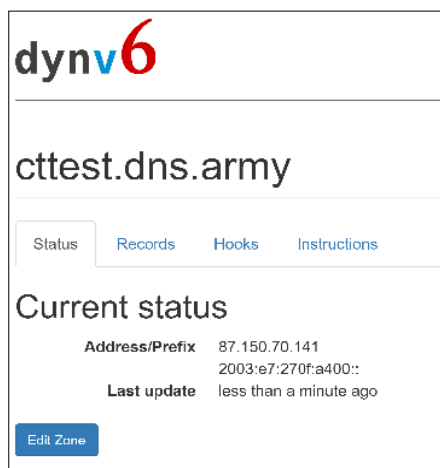 dynv6
cttest.dns.army
Status Records Hooks Instructions
Current status
Address/Prefix 87.150.70.141
2003:e7:270f:a400::
Last update less than a minute ago
Edit Zone